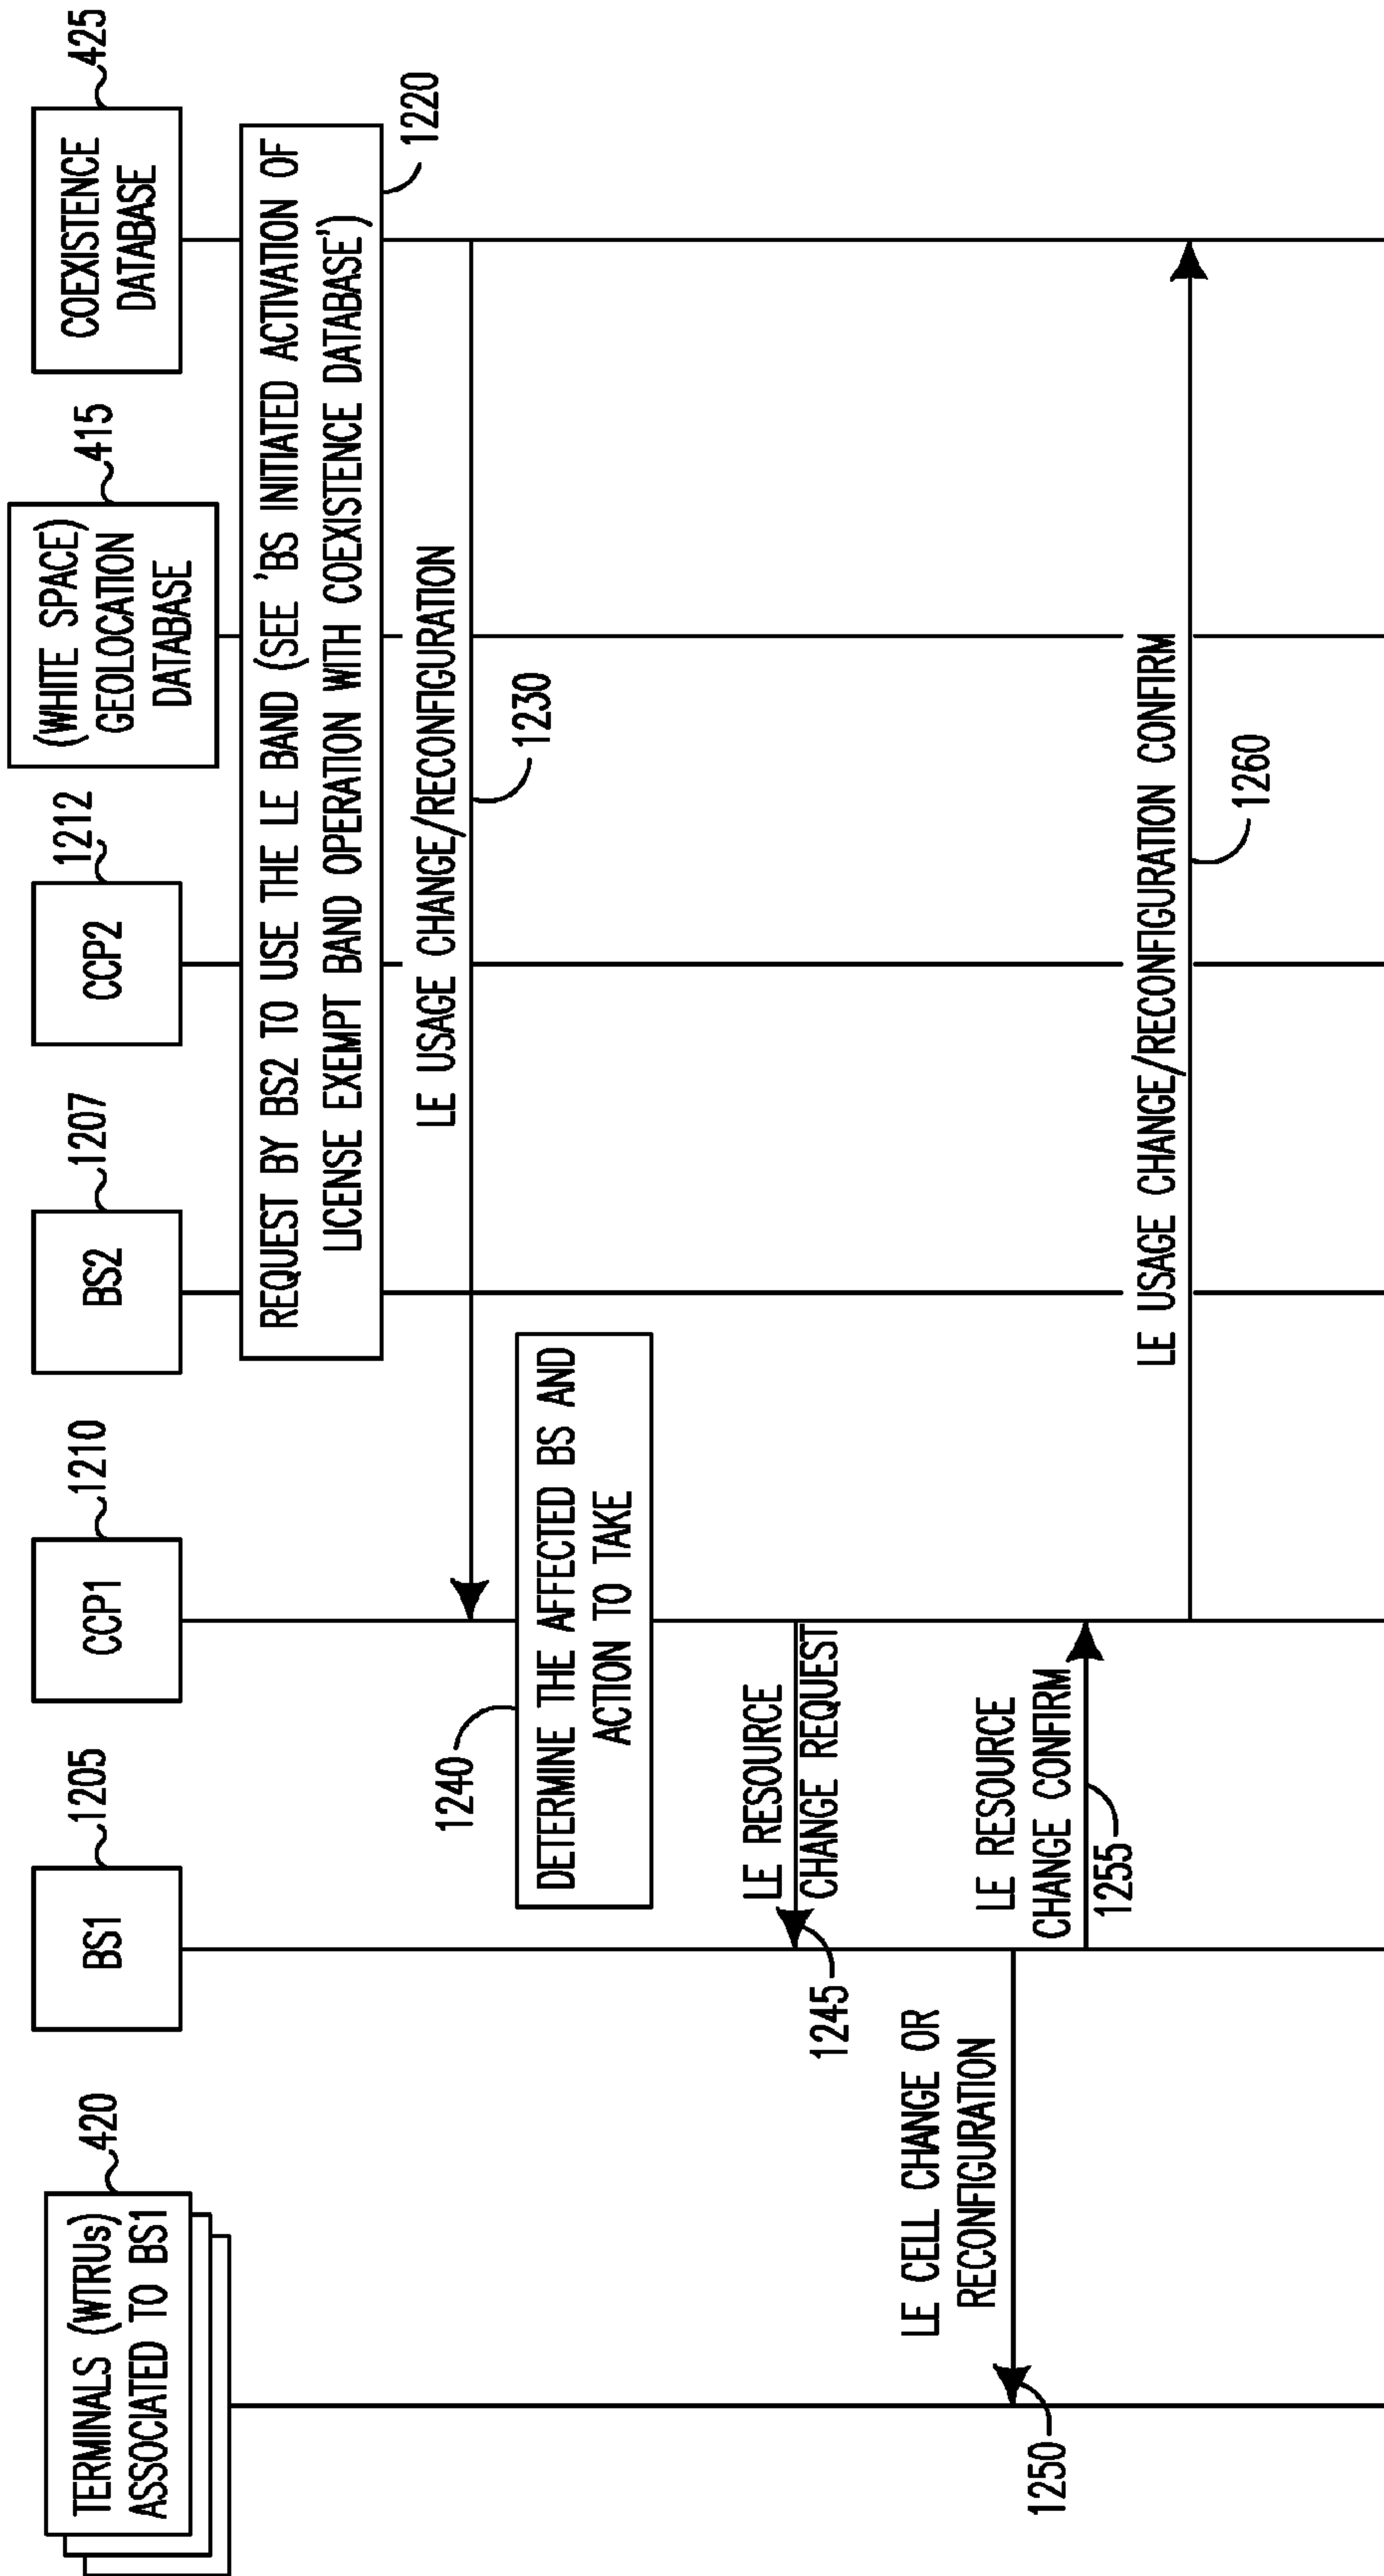 TERMINALS (WTRUs)
ASSOCIATED TO BS1
420
BS1
1205
CCP1
1210
BS2
1207
CCP2
1212
(WHITE SPACE)
GEOLOCATION
DATABASE
415
COEXISTENCE
DATABASE
425
REQUEST BY BS2 TO USE THE LE BAND (SEE 'BS INITIATED ACTIVATION OF
LICENSE EXEMPT BAND OPERATION WITH COEXISTENCE DATABASE')
1220
LE USAGE CHANGE/RECONFIGURATION
1230
1240
DETERMINE THE AFFECTED BS AND
ACTION TO TAKE
LE RESOURCE
CHANGE REQUEST
1245
LE CELL CHANGE OR
RECONFIGURATION
1250
LE RESOURCE
CHANGE CONFIRM
1255
LE USAGE CHANGE/RECONFIGURATION CONFIRM
1260